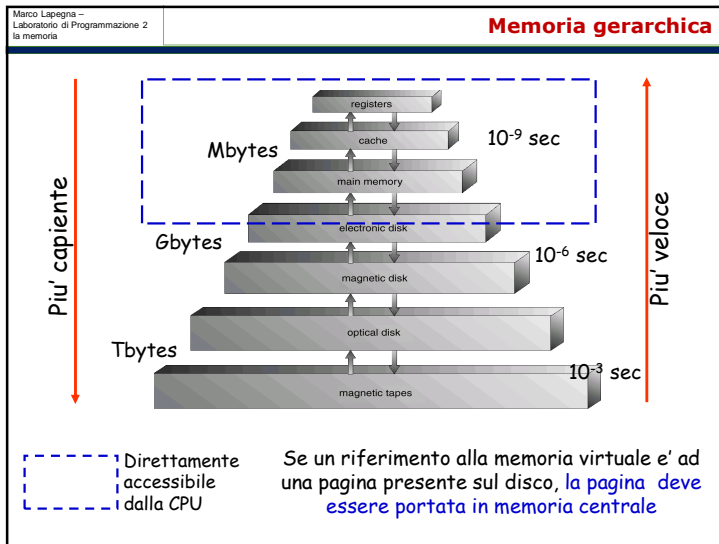 Marco Lapegna –
Laboratorio di Programmazione 2
la memoria
Memoria gerarchica
registers
cache
10-9 sec
Mbytes
main memory
electronic disk
Gbytes
10-6 sec
magnetic disk
optical disk
Tbytes
10-3 sec
magnetic tapes
Piu' capiente
Piu' veloce
Direttamente
accessibile
dalla CPU
Se un riferimento alla memoria virtuale e' ad
una pagina presente sul disco, la pagina deve
essere portata in memoria centrale